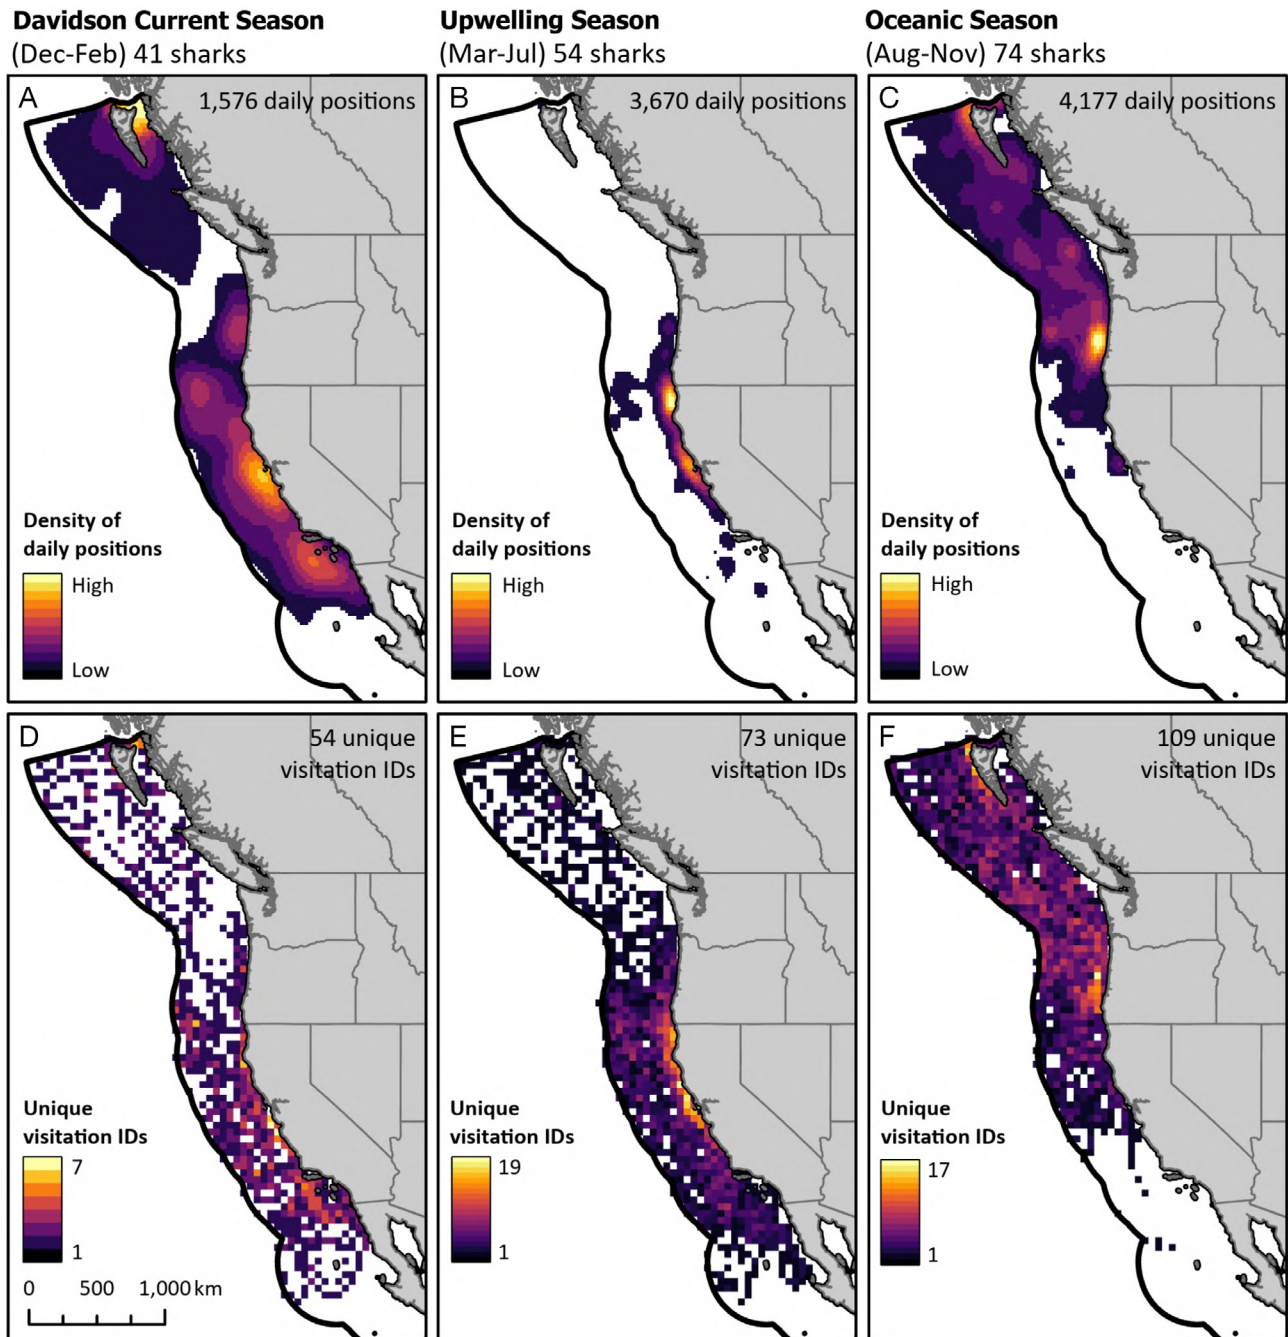 Davidson Current Season
(Dec-Feb) 41 sharks
Upwelling Season
(Mar-Jul) 54 sharks
Oceanic Season
(Aug-Nov) 74 sharks
A
1,576 daily positions
B
3,670 daily positions
C
4,177 daily positions
Density of
daily positions
High
Low
Density of
daily positions
High
Low
Density of
daily positions
High
Low
D
54 unique
visitation IDs
E
73 unique
visitation IDs
F
109 unique
visitation IDs
Unique
visitation IDs
7
1
0 500 1,000 km
Unique
visitation IDs
19
1
Unique
visitation IDs
17
1